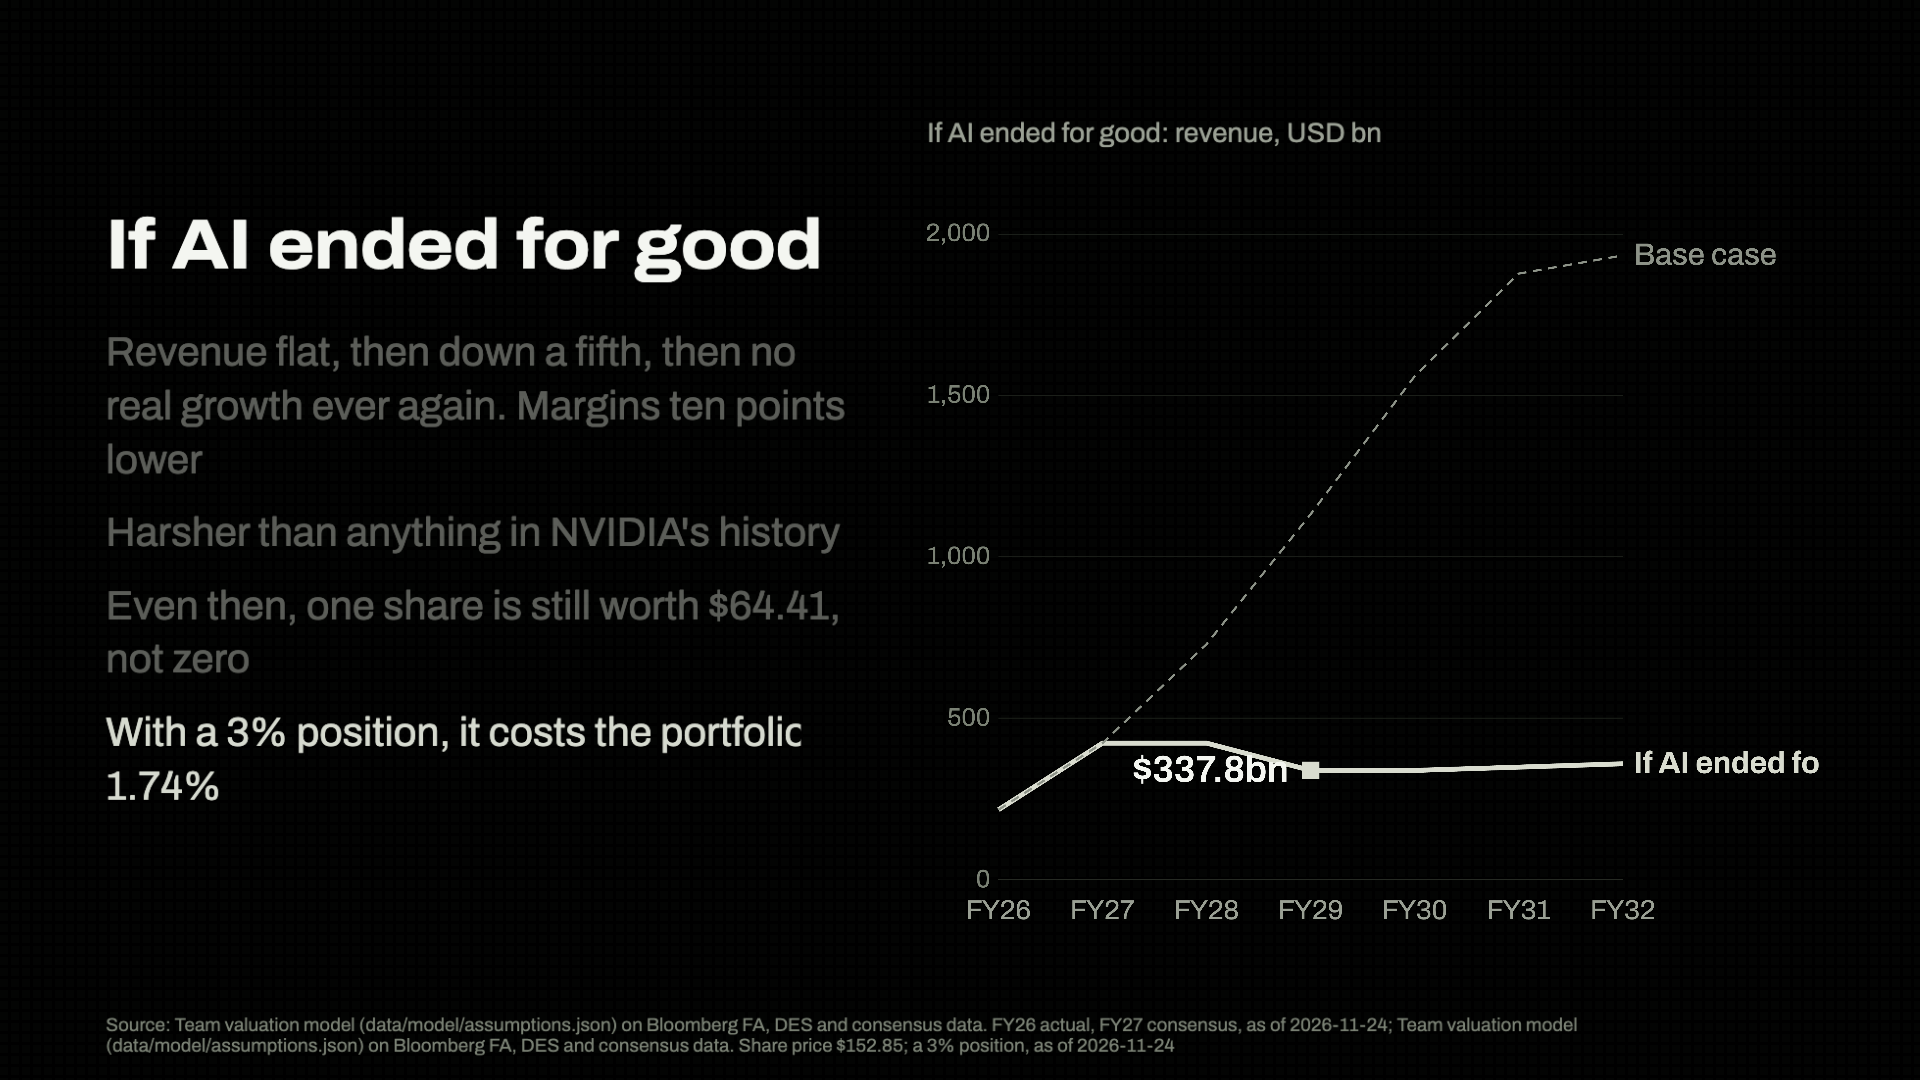 If AI ended for good: revenue, USD bn
If AI ended for good
Revenue flat, then down a fifth, then no
real growth ever again. Margins ten points
lower
Harsher than anything in NVIDIA's history
Even then, one share is still worth $64.41,
not zero
With a 3% position, it costs the portfolio
1.74%
2,000
Base case
1,500
1,000
500
$337.8bn
If AI ended fo
0
FY26 FY27 FY28 FY29 FY30 FY31 FY32
Source: Team valuation model (data/model/assumptions.json) on Bloomberg FA, DES and consensus data. FY26 actual, FY27 consensus, as of 2026-11-24; Team valuation model
(data/model/assumptions.json) on Bloomberg FA, DES and consensus data. Share price $152.85; a 3% position, as of 2026-11-24